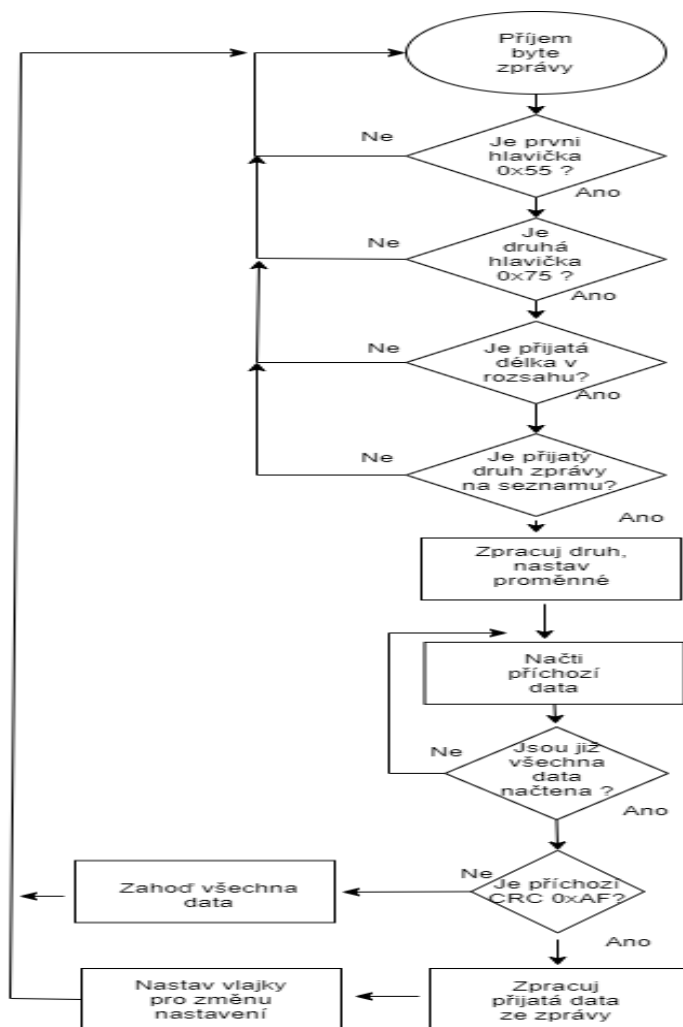 Příjem
byte
zprávy
Ne
Je prvni
hlavička
0x55 ?
Ano
Ne
Je
druhá
hlavička
0x75 ?
Ano
Ne
Je přijatá
délka v
rozsahu?
Ano
Ne
Je přijatý
druh zprávy
na seznamu?
Ano
Zpracuj druh,
nastav
proměnné
Načti
příchozí
data
Ne
Jsou již
všechna
data
načtena ?
Ano
Ne
Je příchozí
CRC 0xAF?
Zahoď všechna
data
Ano
Zpracuj
přijatá data
ze zprávy
Nastav vlajky
pro změnu
nastavení